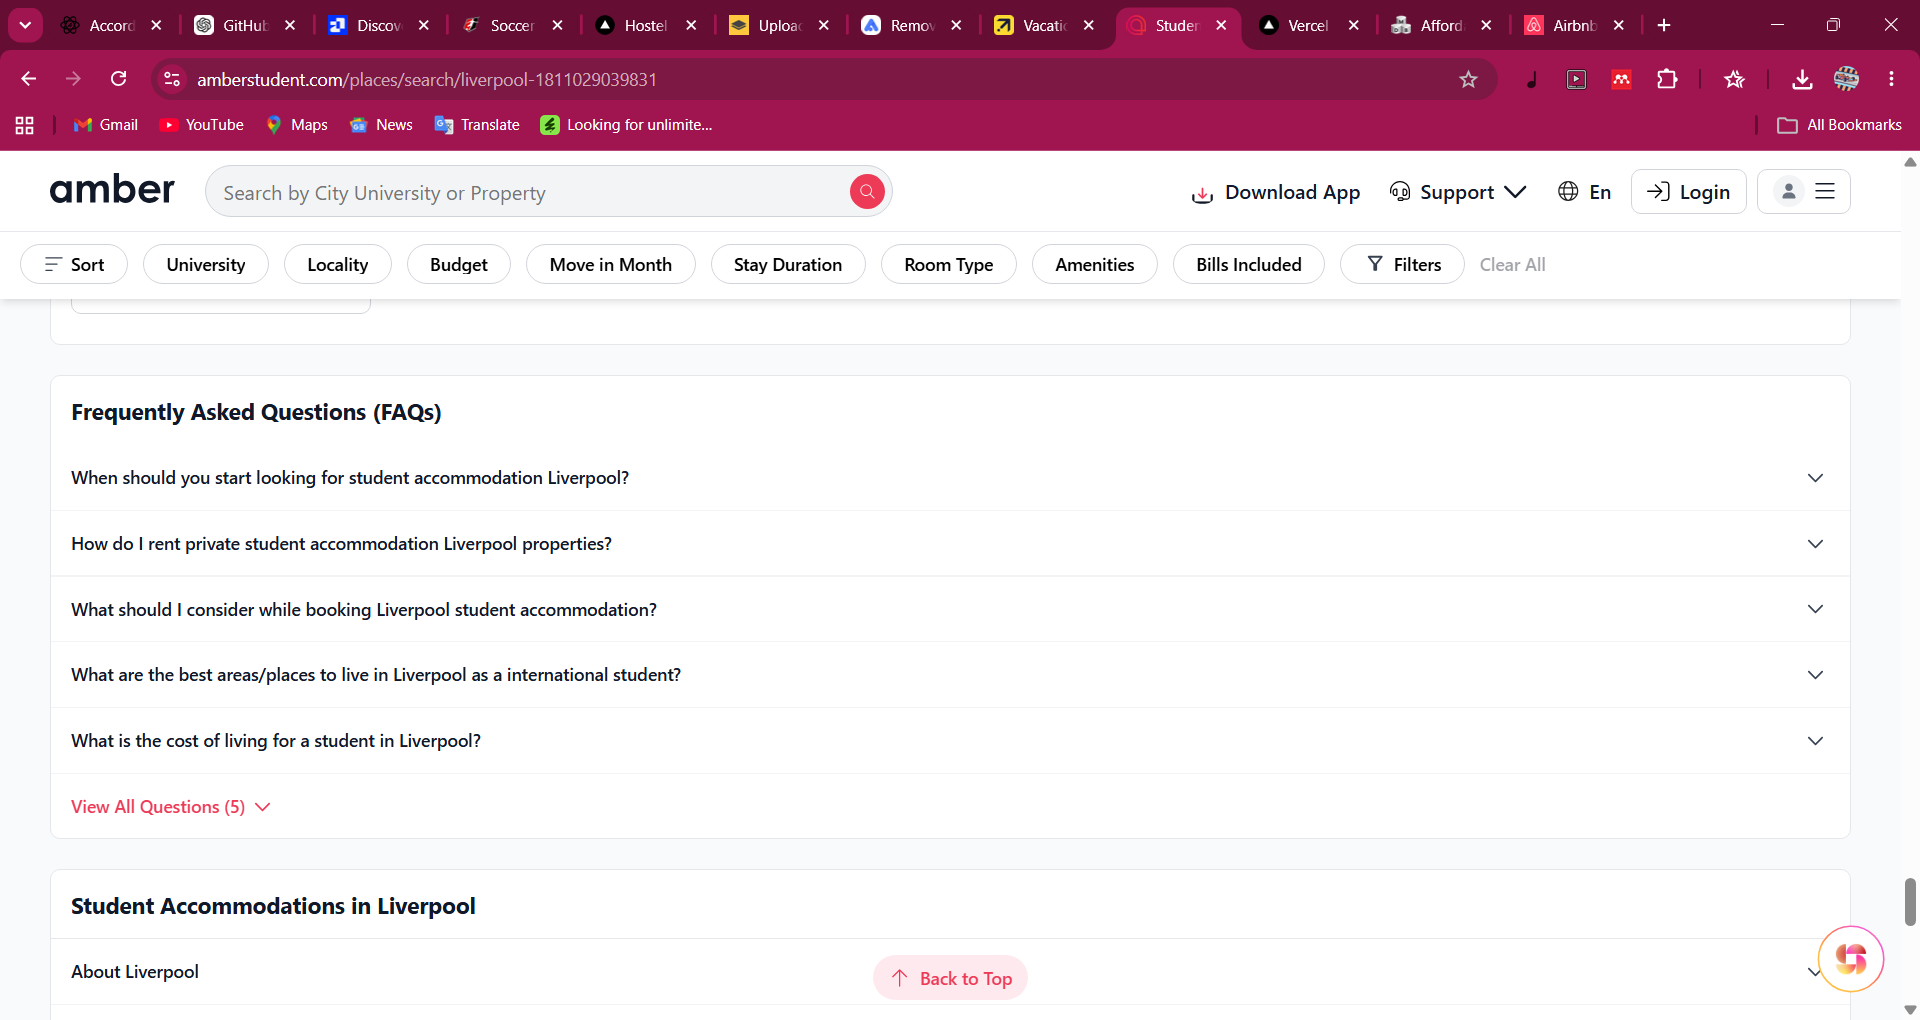 Accord
GitHub
Discov
Soccer
Hostel
Upload
Remov
Vacatio
Studen
Vercel
Afford
Airbnb
amberstudent.com/places/search/liverpool-1811029039831
Gmail
YouTube
Maps
News
Translate
Looking for unlimite...
All Bookmarks
amber
Search by City University or Property
Download App
Support
En
Login
Sort
University
Locality
Budget
Move in Month
Stay Duration
Room Type
Amenities
Bills Included
Filters
Clear All
Frequently Asked Questions (FAQs)
When should you start looking for student accommodation Liverpool?
How do I rent private student accommodation Liverpool properties?
What should I consider while booking Liverpool student accommodation?
What are the best areas/places to live in Liverpool as a international student?
What is the cost of living for a student in Liverpool?
View All Questions (5)
Student Accommodations in Liverpool
About Liverpool
Back to Top